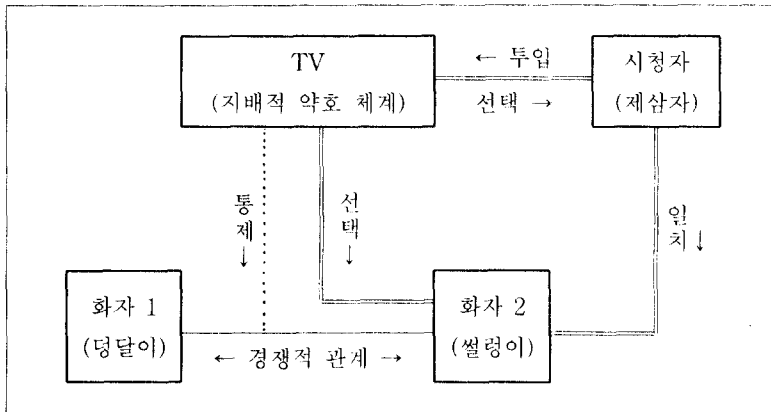 TV
(지배적 약호 체계)
← 투입
선택 →
시청자
(제삼자)
통제↓
선택↓
일치↓
화자 1
(덩달이)
← 경쟁적 관계 →
화자 2
(썰렁이)